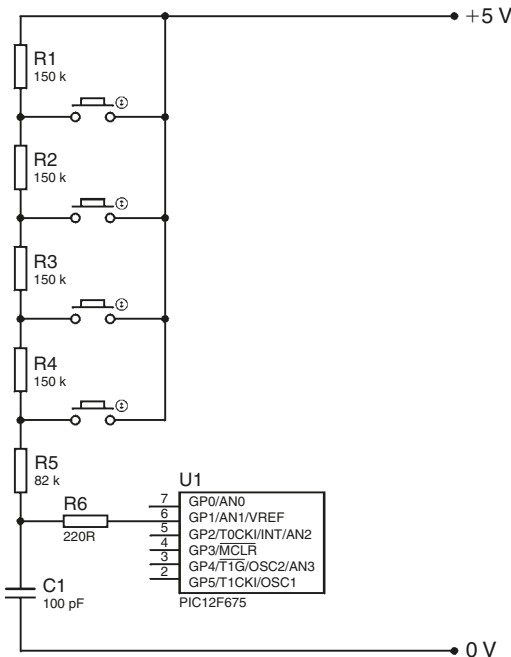 +5 V
R1
150 k
R2
150 k
R3
150 k
R4
150 k
R5
82 k
R6
220R
U1
7 GP0/AN0
6 GP1/AN1/VREF
5 GP2/T0CKI/INT/AN2
4 GP3/MCLR
3 GP4/T1G/OSC2/AN3
2 GP5/T1CKI/OSC1
PIC12F675
C1
100 pF
0 V